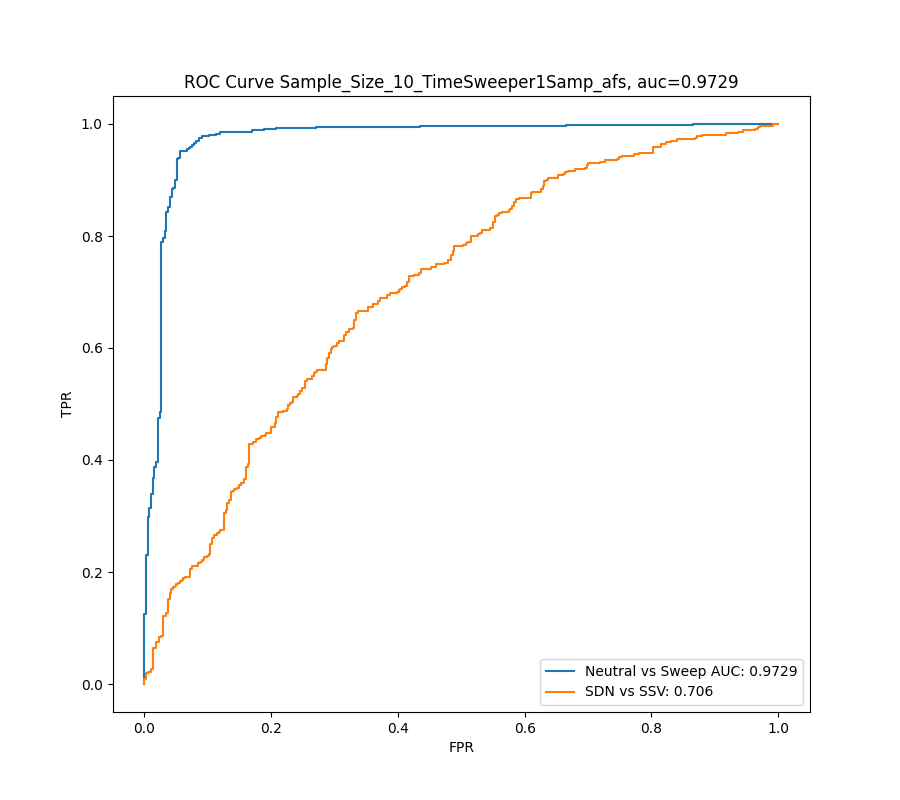 ROC Curve Sample_Size_10_TimeSweeper1Samp_afs, auc=0.9729
1.0
0.8
0.6
0.4
0.2
0.0
TPR
0.0 0.2 0.4 0.6 0.8 1.0
FPR
Neutral vs Sweep AUC: 0.9729
SDN vs SSV: 0.706